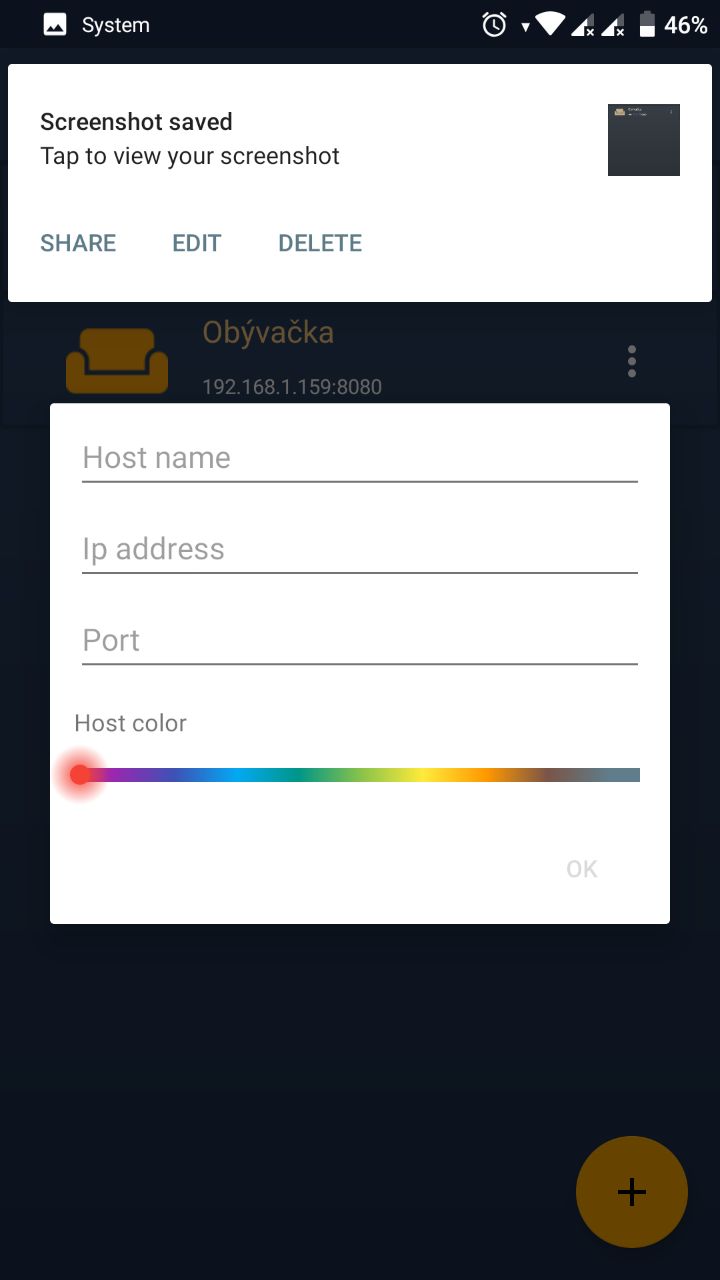 System
46%
Screenshot saved
Tap to view your screenshot
SHARE EDIT DELETE
Obývačka
192.168.1.159:8080
Host name
Ip address
Port
Host color
OK